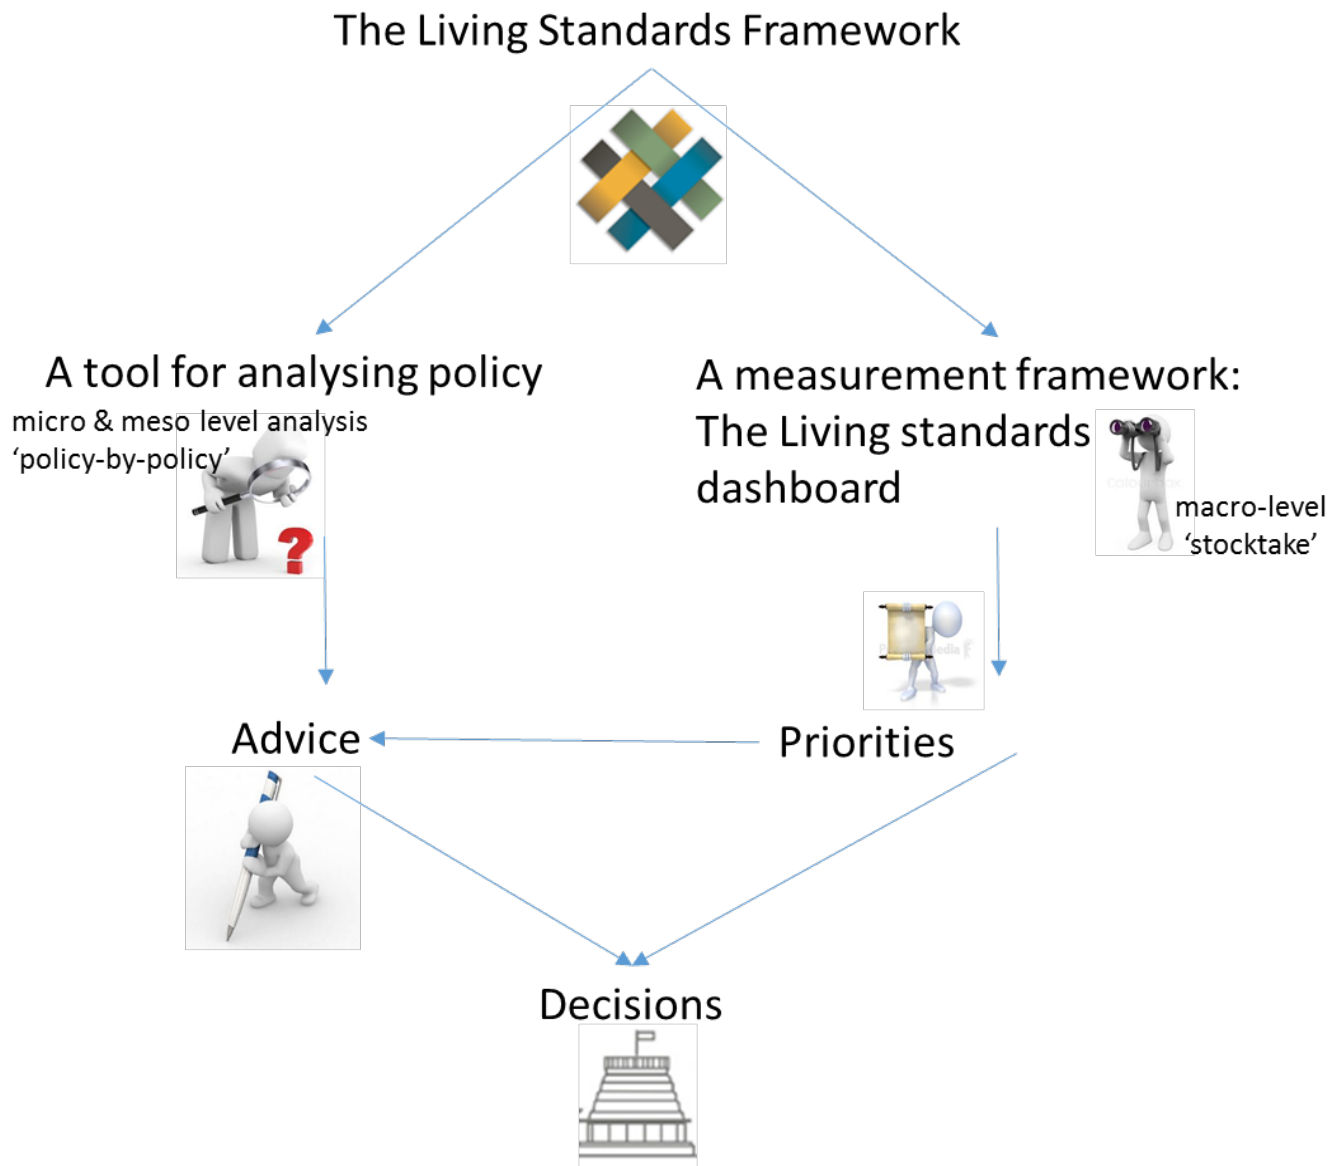 The Living Standards Framework
A tool for analysing policy
micro & meso level analysis
‘policy-by-policy’
A measurement framework:
The Living standards
dashboard
macro-level
‘stocktake’
Advice
Priorities
Decisions